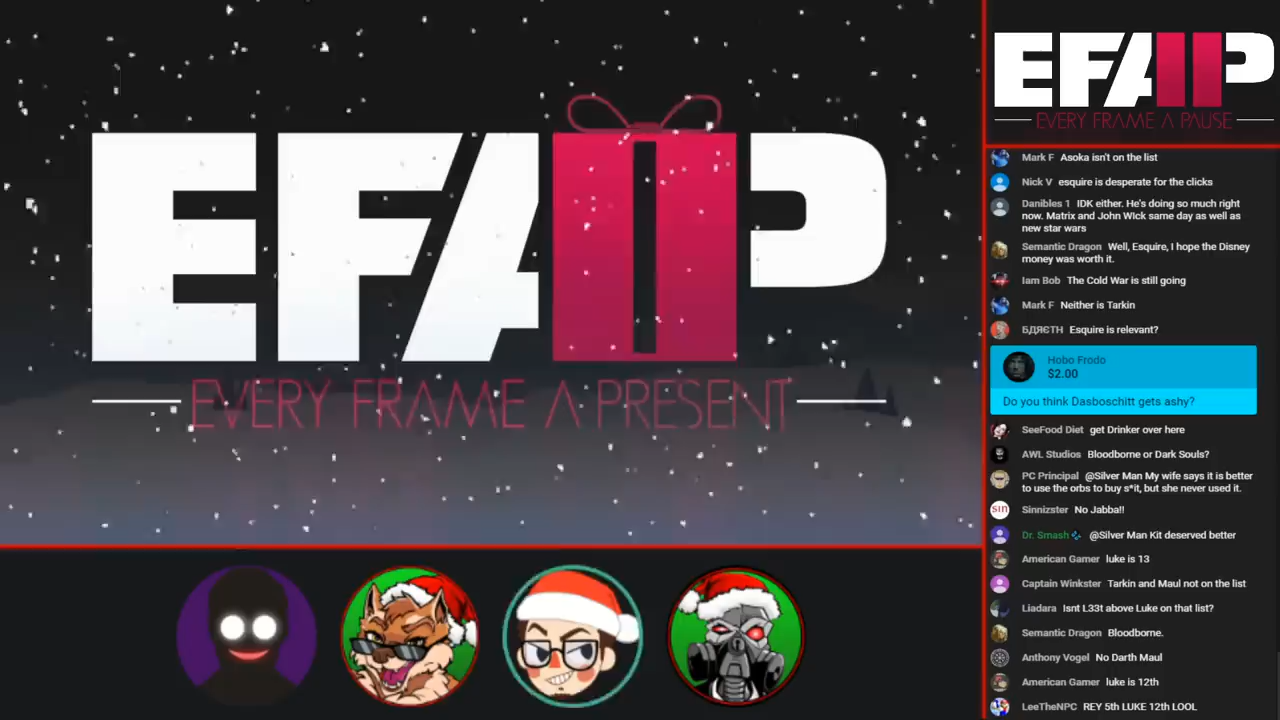 EFAP
EVERY FRAME A PRESENT
EFAP
EVERY FRAME A PAUSE
Mark F Asoka isn't on the list
Nick V esquire is desperate for the clicks
Danibles 1 IDK either. He's doing so much right
now. Matrix and John WIck same day as well as
new star wars
Semantic Dragon Well, Esquire, I hope the Disney
money was worth it.
Iam Bob The Cold War is still going
Mark F Neither is Tarkin
БДЯЄTH Esquire is relevant?
Hobo Frodo
$2.00
Do you think Dasboschitt gets ashy?
SeeFood Diet get Drinker over here
AWL Studios Bloodborne or Dark Souls?
PC Principal @Silver Man My wife says it is better
to use the orbs to buy s*it, but she never used it.
sin
Sinnizster No Jabba!!
Dr. Smash @Silver Man Kit deserved better
American Gamer luke is 13
Captain Winkster Tarkin and Maul not on the list
Liadara Isnt L33t above Luke on that list?
Semantic Dragon Bloodborne.
Anthony Vogel No Darth Maul
American Gamer luke is 12th
LeeTheNPC REY 5th LUKE 12th LOOL